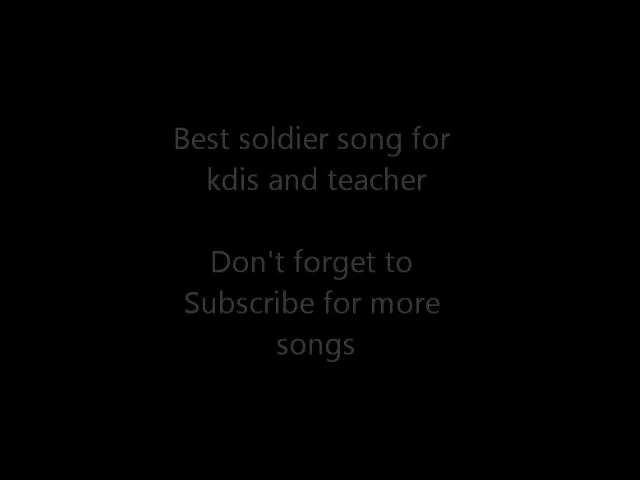 Best soldier song for
kdis and teacher
Don't forget to
Subscribe for more
songs